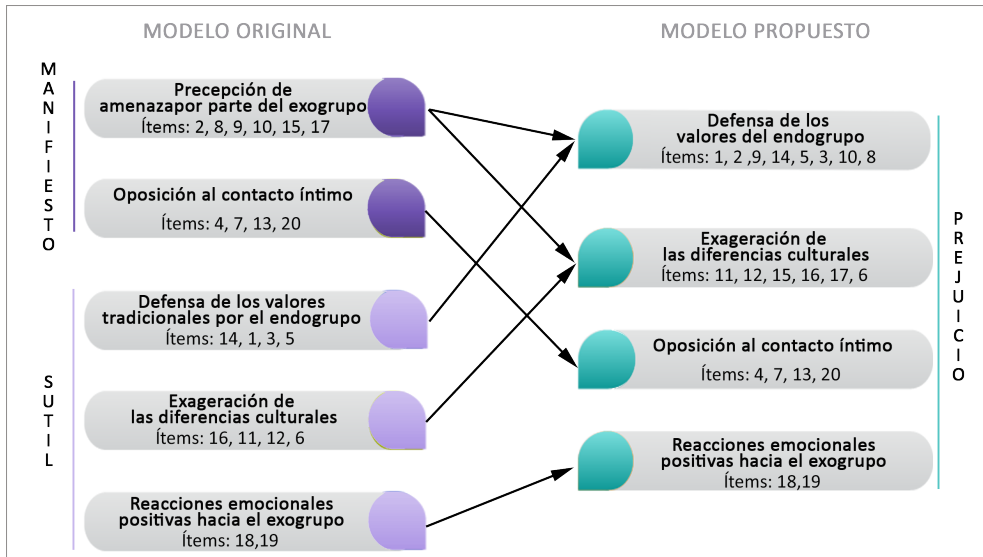 MODELO ORIGINAL
MODELO PROPUESTO
MANIFIESTO
Precepción de
amenazapor parte del exogrupo
Ítems: 2, 8, 9, 10, 15, 17
Oposición al contacto íntimo
Ítems: 4, 7, 13, 20
SUTIL
Defensa de los valores
tradicionales por el endogrupo
Ítems: 14, 1, 3, 5
Exageración de
las diferencias culturales
Ítems: 16, 11, 12, 6
Reacciones emocionales
positivas hacia el exogrupo
Ítems: 18,19
Defensa de los
valores del endogrupo
Ítems: 1, 2 ,9, 14, 5, 3, 10, 8
Exageración de
las diferencias culturales
Ítems: 11, 12, 15, 16, 17, 6
Oposición al contacto íntimo
Ítems: 4, 7, 13, 20
Reacciones emocionales
positivas hacia el exogrupo
Ítems: 18,19
PREJUICIO